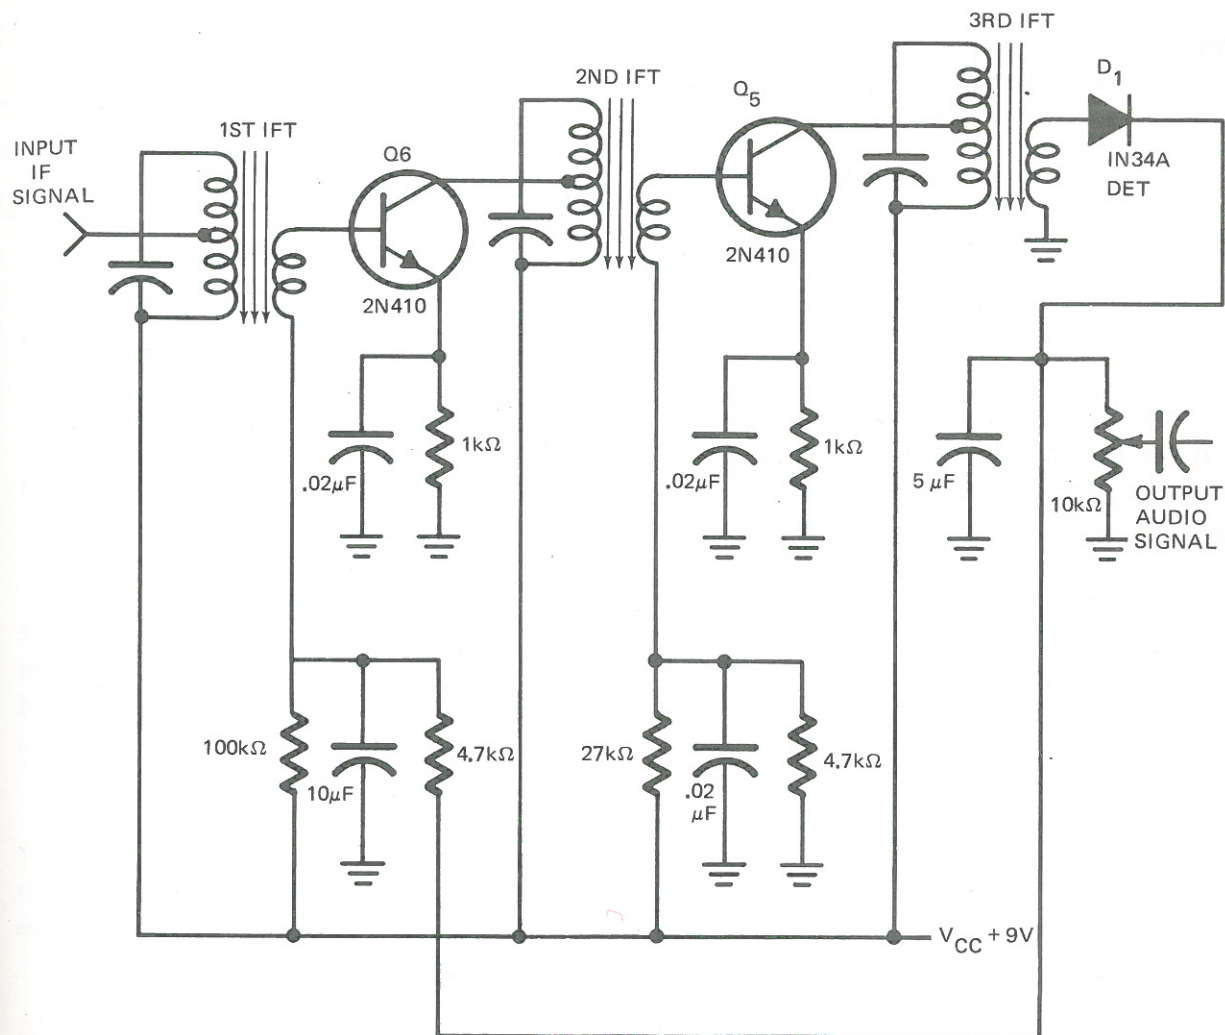 3RD IFT
2ND IFT
D1
Q5
1ST IFT
INPUT
IF
SIGNAL
Q6
IN34A
DET
2N410
2N410
1kΩ
.02µF
1kΩ
.02µF
5 µF
10kΩ
OUTPUT
AUDIO
SIGNAL
100kΩ
10µF
4.7kΩ
27kΩ
.02
µF
4.7kΩ
VCC + 9V